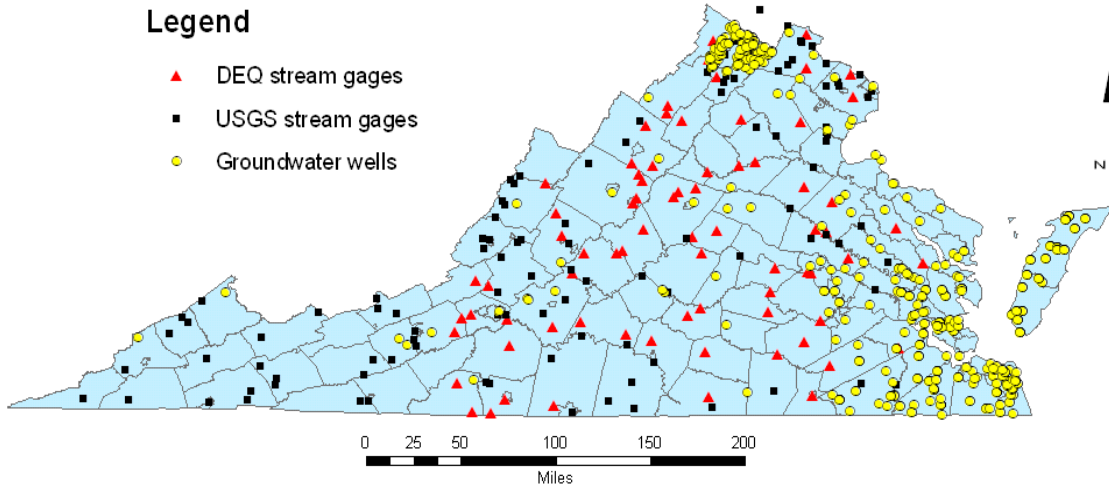 Legend
DEQ stream gages
USGS stream gages
Groundwater wells
N
0 25 50 100 150 200
Miles